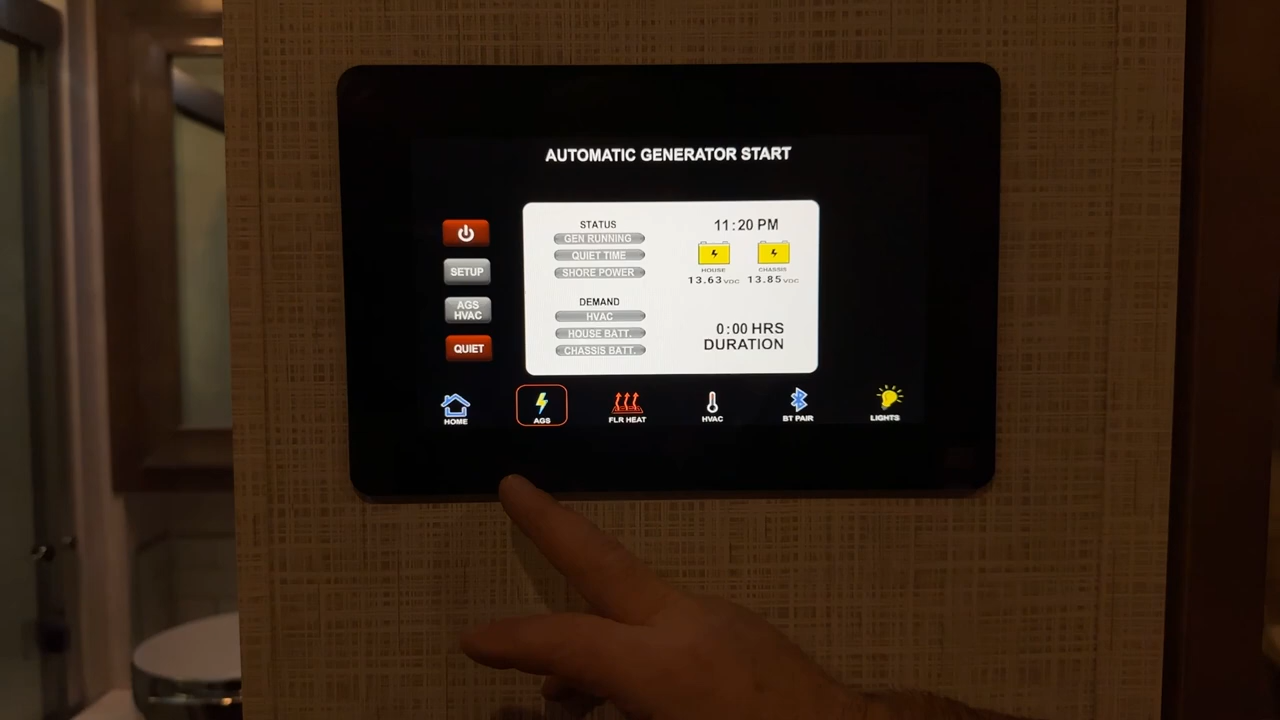 AUTOMATIC GENERATOR START
SETUP
AGS
HVAC
QUIET
STATUS
GEN RUNNING
QUIET TIME
SHORE POWER
DEMAND
HVAC
HOUSE BATT.
CHASSIS BATT.
11:20 PM
HOUSE
CHASSIS
13.63 VDC
13.85 VDC
0:00 HRS
DURATION
HOME
AGS
FLR HEAT
HVAC
BT PAIR
LIGHTS